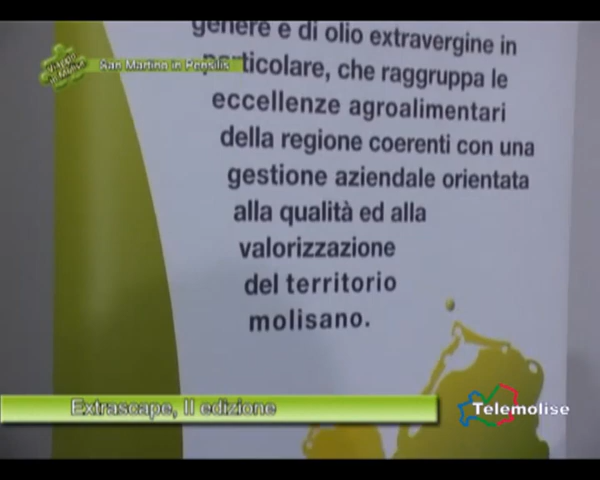 genere e di olio extravergine in
San Martino in Pensilis
particolare, che raggruppa le
eccellenze agroalimentari
della regione coerenti con una
gestione aziendale orientata
alla qualità ed alla
valorizzazione
del territorio
molisano.
Extrascape, II edizione
Telemolise